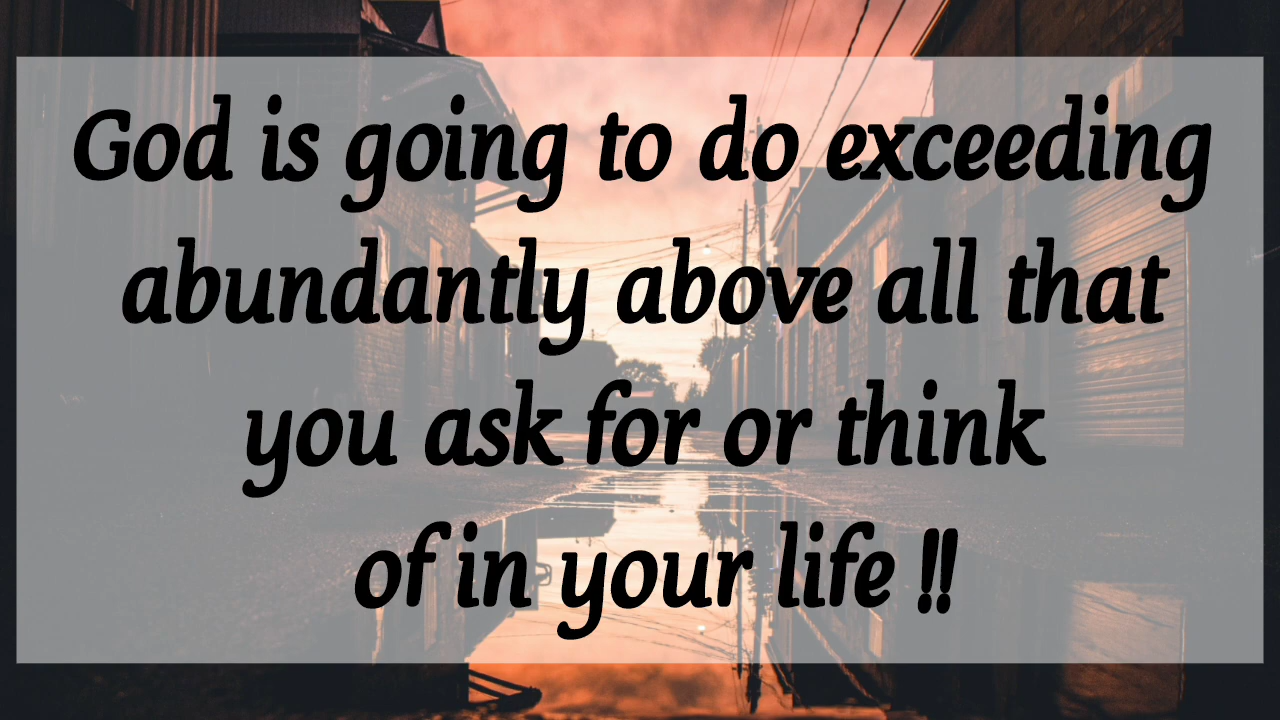 God is going to do exceeding
abundantly above all that
you ask for or think
of in your life !!